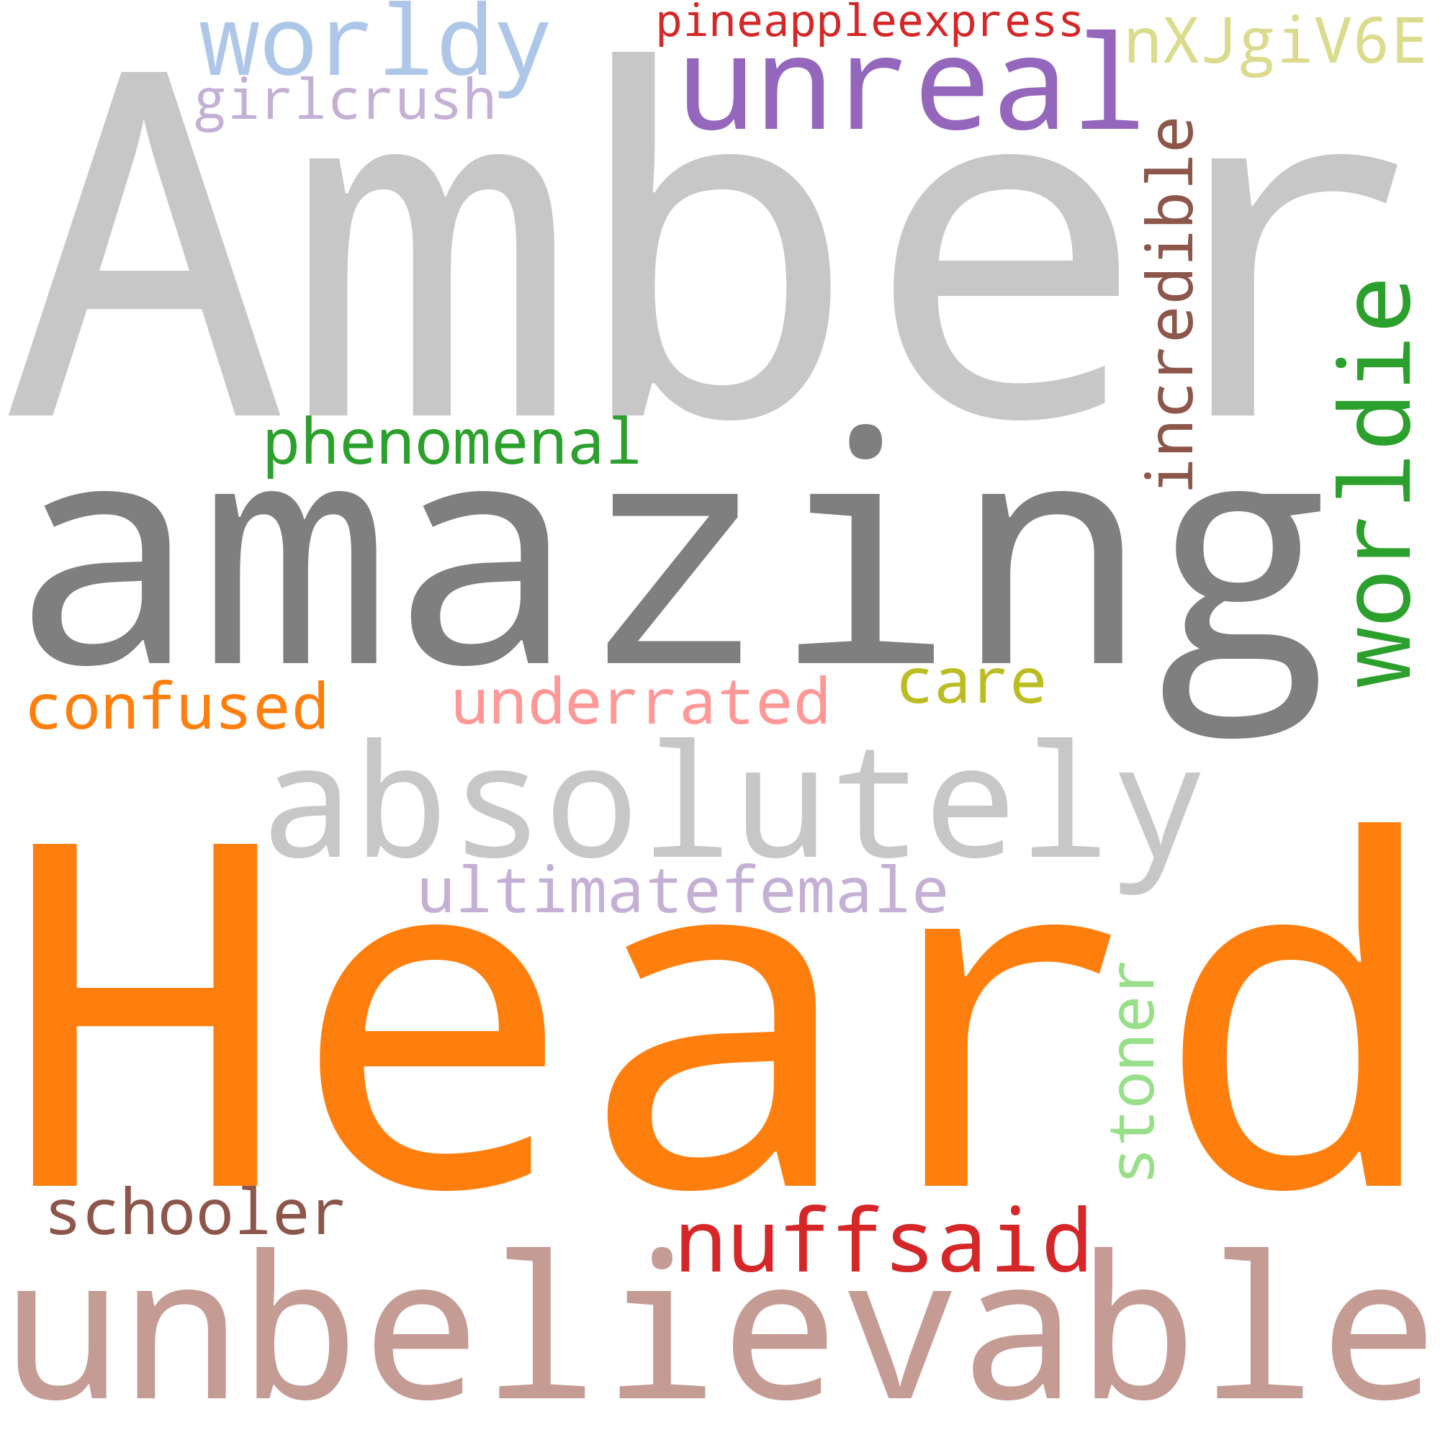 pineappleexpress
worldy
nXJgiV6E
girlcrush
unreal
Amber
incredible
worldie
phenomenal
amazing
confused
underrated
care
absolutely
ultimatefemale
Heard
stoner
schooler
nuffsaid
unbelievable